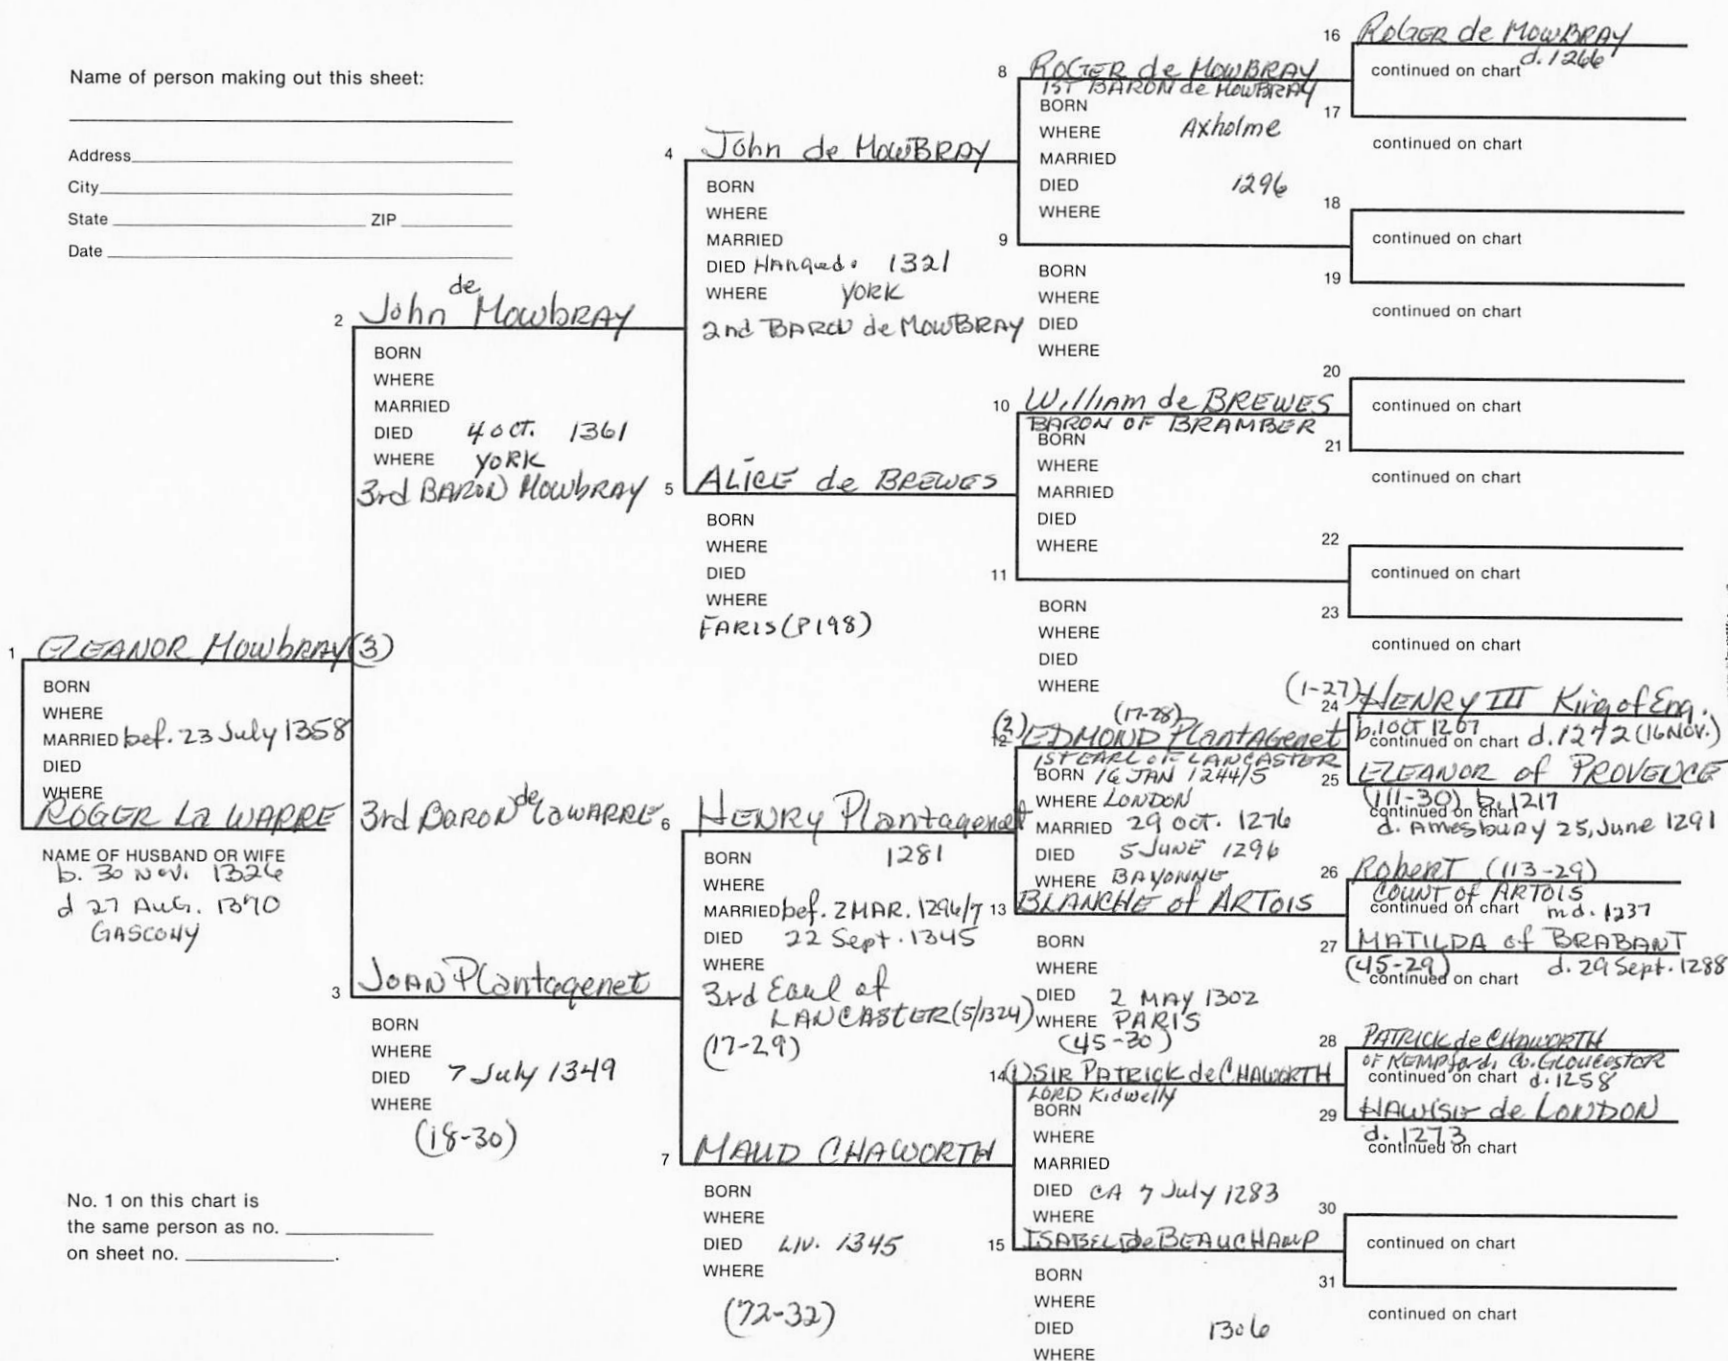 Name of person making out this sheet:
Address
City
State ZIP
Date
1 ELEANOR MowbRAY (3)
BORN
WHERE
MARRIED bef. 23 July 1358
DIED
WHERE
ROGER La WARRE 3rd BARON de LaWARRE
NAME OF HUSBAND OR WIFE
b. 30 Nov. 1326
d 27 AUG. 1370
GASCONY
No. 1 on this chart is
the same person as no.
on sheet no. .
2 John de MowbRAY
BORN
WHERE
MARRIED
DIED 4 OCT. 1361
WHERE YORK
3rd BARON MowbRAY
3 JOAN Plantagenet
BORN
WHERE
DIED 7 July 1349
WHERE
(18-30)
4 John de MowBRAY
BORN
WHERE
MARRIED
DIED Hanged. 1321
WHERE YORK
2nd BARON de MowBRAY
5 ALICE de BREWES
BORN
WHERE
DIED
WHERE
FARIS (P198)
6 HENRY Plantagenet
BORN 1281
WHERE
MARRIED bef. 2 MAR. 1296/7
DIED 22 Sept. 1345
WHERE
3rd Earl of
LANCASTER (5/1324)
(17-29)
7 MAUD CHAWORTH
BORN
WHERE
DIED LIV. 1345
WHERE
(72-32)
8 ROGER de MOWBRAY
1ST BARON de MOWBRAY
BORN
WHERE Axholme
MARRIED
DIED 1296
WHERE
9
BORN
WHERE
DIED
WHERE
10 William de BREWES
BARON OF BRAMBER
BORN
WHERE
MARRIED
DIED
WHERE
11
BORN
WHERE
DIED
WHERE
(17-28)
(2) 12 EDMOND Plantagenet
1ST EARL OF LANCASTER
BORN 16 JAN 1244/5
WHERE LONDON
MARRIED 29 OCT. 1276
DIED 5 JUNE 1296
WHERE BAYONNE
13 BLANCHE of ARTOIS
BORN
WHERE
DIED 2 MAY 1302
WHERE PARIS
(45-30)
14 (1) SIR PATRICK de CHAWORTH
LORD Kidwelly
BORN
WHERE
MARRIED
DIED CA 7 July 1283
WHERE
15 ISABEL de BEAUCHAMP
BORN
WHERE
DIED 1306
WHERE
16 ROGER de MOWBRAY
d. 1266
continued on chart
17
continued on chart
18
continued on chart
19
continued on chart
20
continued on chart
21
continued on chart
22
continued on chart
23
continued on chart
(1-27)
24 HENRY III King of Eng.
b. 1 OCT 1207
continued on chart d. 1272 (16 NOV.)
25 ELEANOR of PROVENCE
(111-30) b. 1217
continued on chart
d. Amesbury 25, June 1291
26 Robert (113-29)
COUNT OF ARTOIS
continued on chart md. 1237
27 MATILDA of BRABANT
(45-29) d. 29 Sept. 1288
continued on chart
28 PATRICK de CHAWORTH
OF KEMPford, Co. GLOUCESTER
continued on chart d. 1258
29 HAWISE de LONDON
d. 1273
continued on chart
30
continued on chart
31
continued on chart